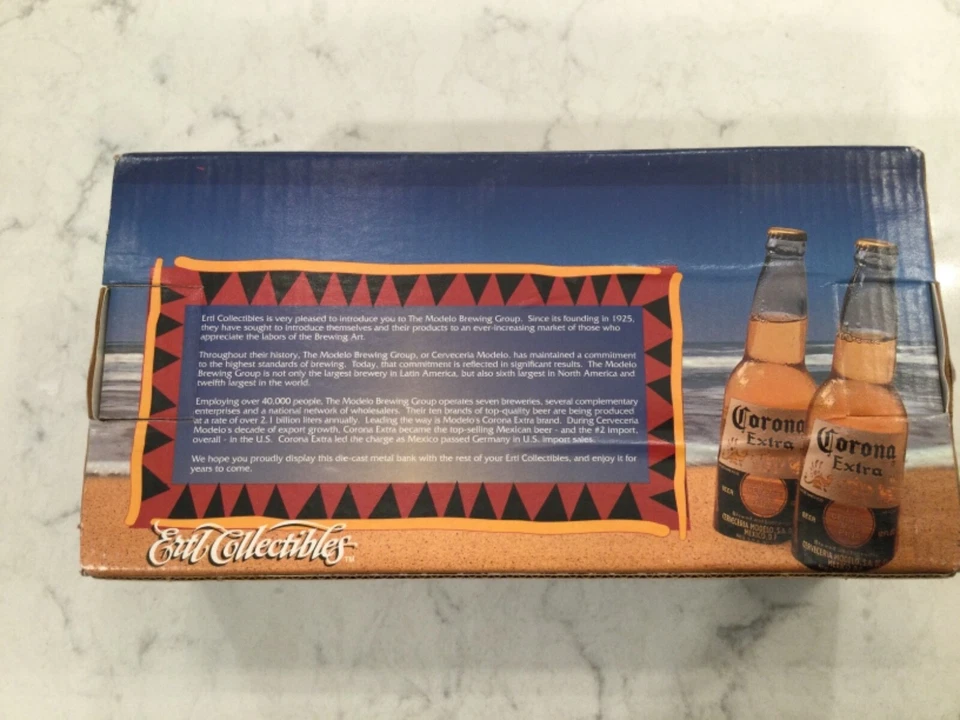 Ertl Collectibles is very pleased to introduce you to The Modelo Brewing Group. Since its founding in 1925,
they have sought to introduce themselves and their products to an ever-increasing market of those who
appreciate the labors of the Brewing Art.
Throughout their history, The Modelo Brewing Group, or Cerveceria Modelo, has maintained a commitment
to the highest standards of brewing. Today, that commitment is reflected in significant results. The Modelo
Brewing Group is not only the largest brewery in Latin America, but also sixth largest in North America and
twelfth largest in the world.
Employing over 40,000 people, The Modelo Brewing Group operates seven breweries, several complementary
enterprises and a national network of wholesalers. Their ten brands of top-quality beer are being produced
at a rate of over 2.1 billion liters annually. Leading the way is Modelo's Corona Extra brand. During Cerveceria
Modelo's decade of export growth, Corona Extra became the top-selling Mexican beer - and the #2 import,
overall - in the U.S. Corona Extra led the charge as Mexico passed Germany in U.S. import sales.
We hope you proudly display this die-cast metal bank with the rest of your Ertl Collectibles, and enjoy it for
years to come.
Ertl Collectibles TM
Corona
Extra
BEER
CERVECERIA MODELO, S.A.
MEXICO, D.F.
Corona
Extra
BEER
CERVECERIA MODELO, S.A.